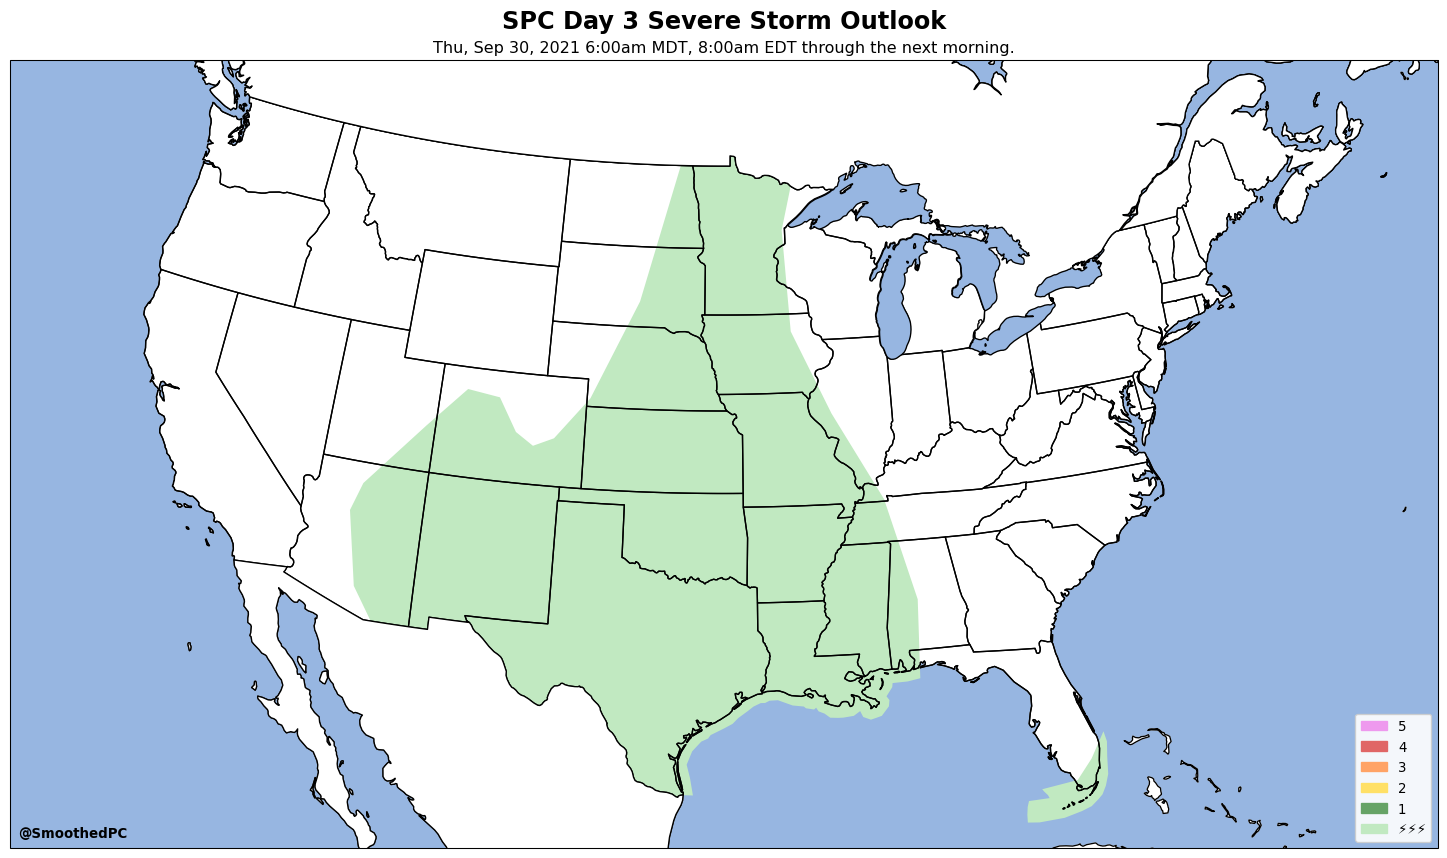 SPC Day 3 Severe Storm Outlook
Thu, Sep 30, 2021 6:00am MDT, 8:00am EDT through the next morning.
5
4
3
2
1
⚡⚡⚡
@SmoothedPC